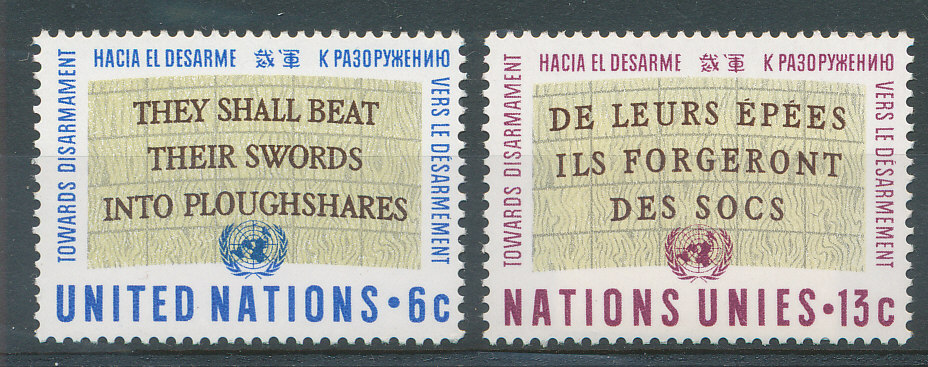 HACIA EL DESARME 裁軍 К РАЗОРУЖЕНИЮ
TOWARDS DISARMAMENT
THEY SHALL BEAT
THEIR SWORDS
INTO PLOUGHSHARES
VERS LE DÉSARMEMENT
UNITED NATIONS • 6c
HACIA EL DESARME 裁軍 К РАЗОРУЖЕНИЮ
TOWARDS DISARMAMENT
DE LEURS ÉPÉES
ILS FORGERONT
DES SOCS
VERS LE DÉSARMEMENT
NATIONS UNIES • 13c